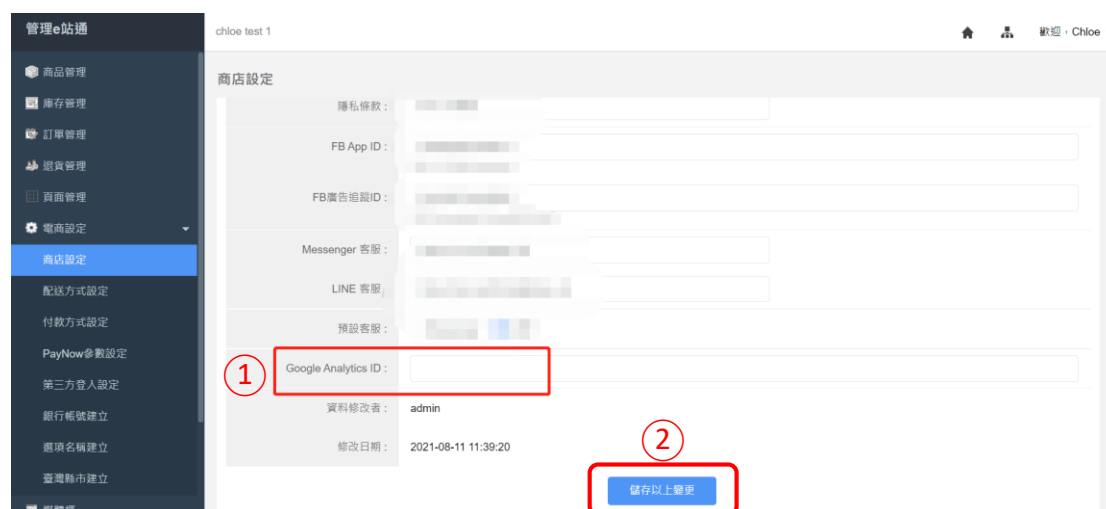 管理e站通
chloe test 1
歡迎，Chloe
商品管理
庫存管理
訂單管理
退貨管理
頁面管理
電商設定
商店設定
配送方式設定
付款方式設定
PayNow參數設定
第三方登入設定
銀行帳號建立
選項名稱建立
臺灣縣市建立
商店設定
隱私條款：
FB App ID：
FB廣告追蹤ID：
Messenger 客服：
LINE 客服
預設客服：
① Google Analytics ID：
資料修改者： admin
修改日期： 2021-08-11 11:39:20
②
儲存以上變更